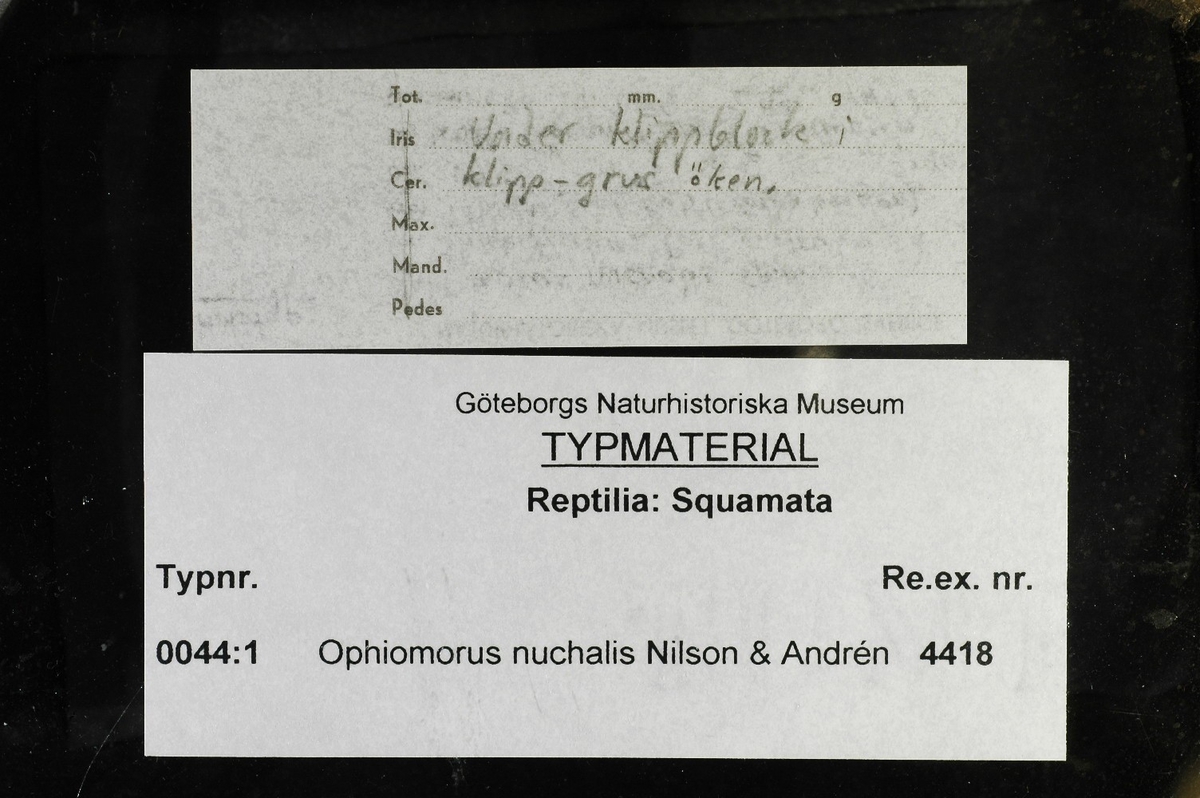 Tot. mm. g
Iris Under klippblock i
Cer. klipp-grus öken.
Max.
Mand.
Pedes
Göteborgs Naturhistoriska Museum
TYPMATERIAL
Reptilia: Squamata
Typnr. Re.ex. nr.
0044:1 Ophiomorus nuchalis Nilson & Andrén 4418